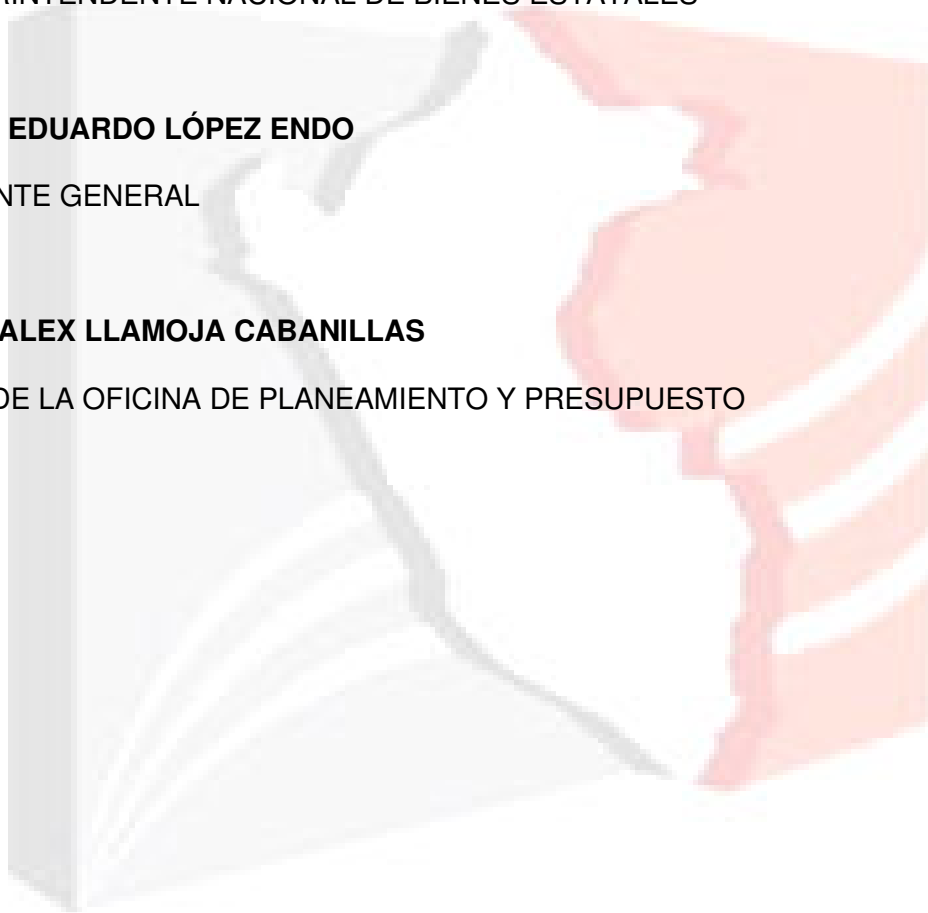 RINTENDENTE NACIONAL DE BIENES ESTATALES
EDUARDO LÓPEZ ENDO
NTE GENERAL
ALEX LLAMOJA CABANILLAS
DE LA OFICINA DE PLANEAMIENTO Y PRESUPUESTO